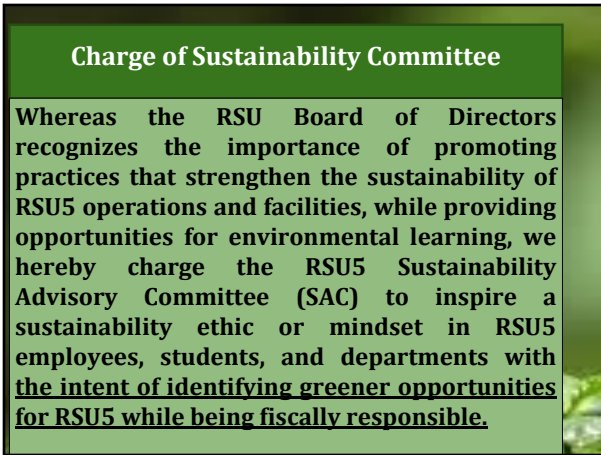 Charge of Sustainability Committee
Whereas the RSU Board of Directors
recognizes the importance of promoting
practices that strengthen the sustainability of
RSU5 operations and facilities, while providing
opportunities for environmental learning, we
hereby charge the RSU5 Sustainability
Advisory Committee (SAC) to inspire a
sustainability ethic or mindset in RSU5
employees, students, and departments with
the intent of identifying greener opportunities
for RSU5 while being fiscally responsible.